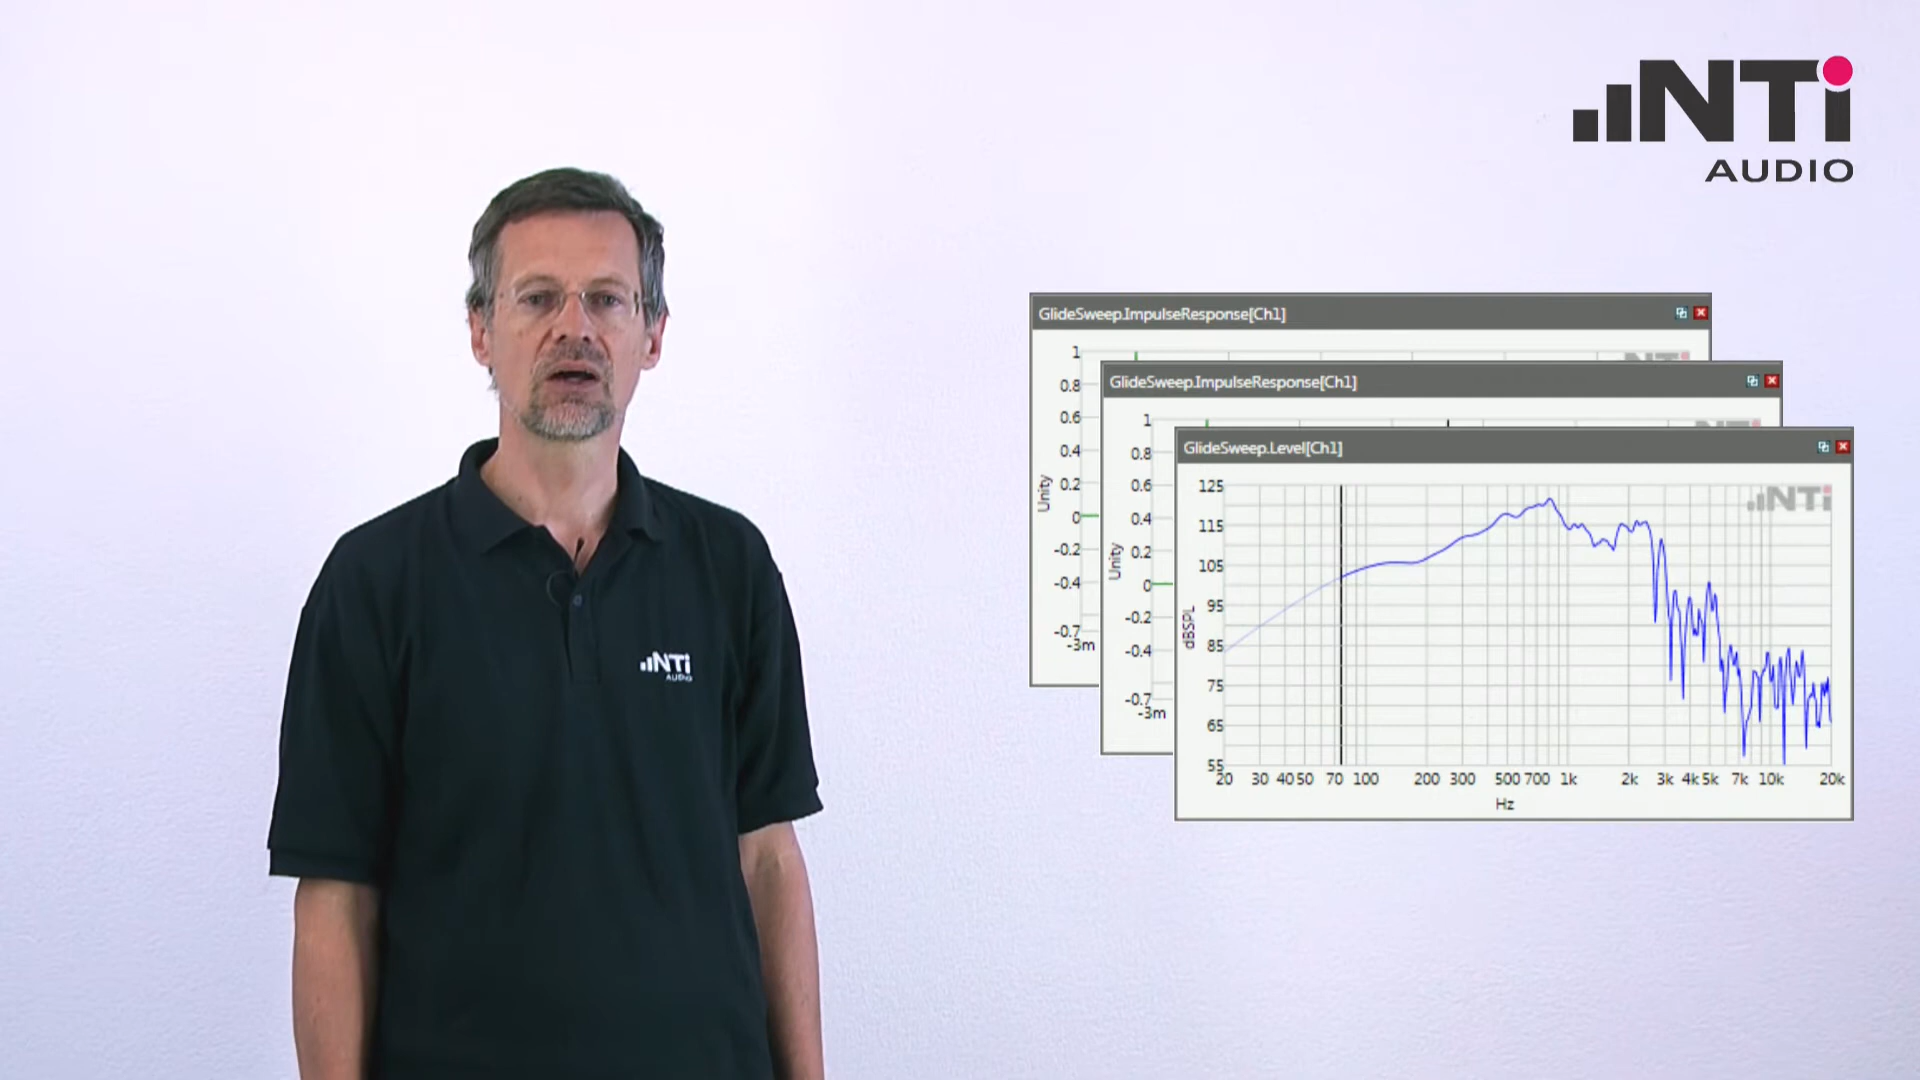 NTi
AUDIO
GlideSweep.ImpulseResponse[Ch1]
1
0.8
0.6
0.4
0.2
0
-0.2
-0.4
-0.7
-3m
Unity
NTi
GlideSweep.ImpulseResponse[Ch1]
1
0.8
0.6
0.4
0.2
0
-0.2
-0.4
-0.7
-3m
Unity
NTi
GlideSweep.Level[Ch1]
NTi
125
115
105
95
85
75
65
55
dBSPL
20 30 40 50 70 100 200 300 500 700 1k 2k 3k 4k 5k 7k 10k 20k
Hz
NTi
AUDIO